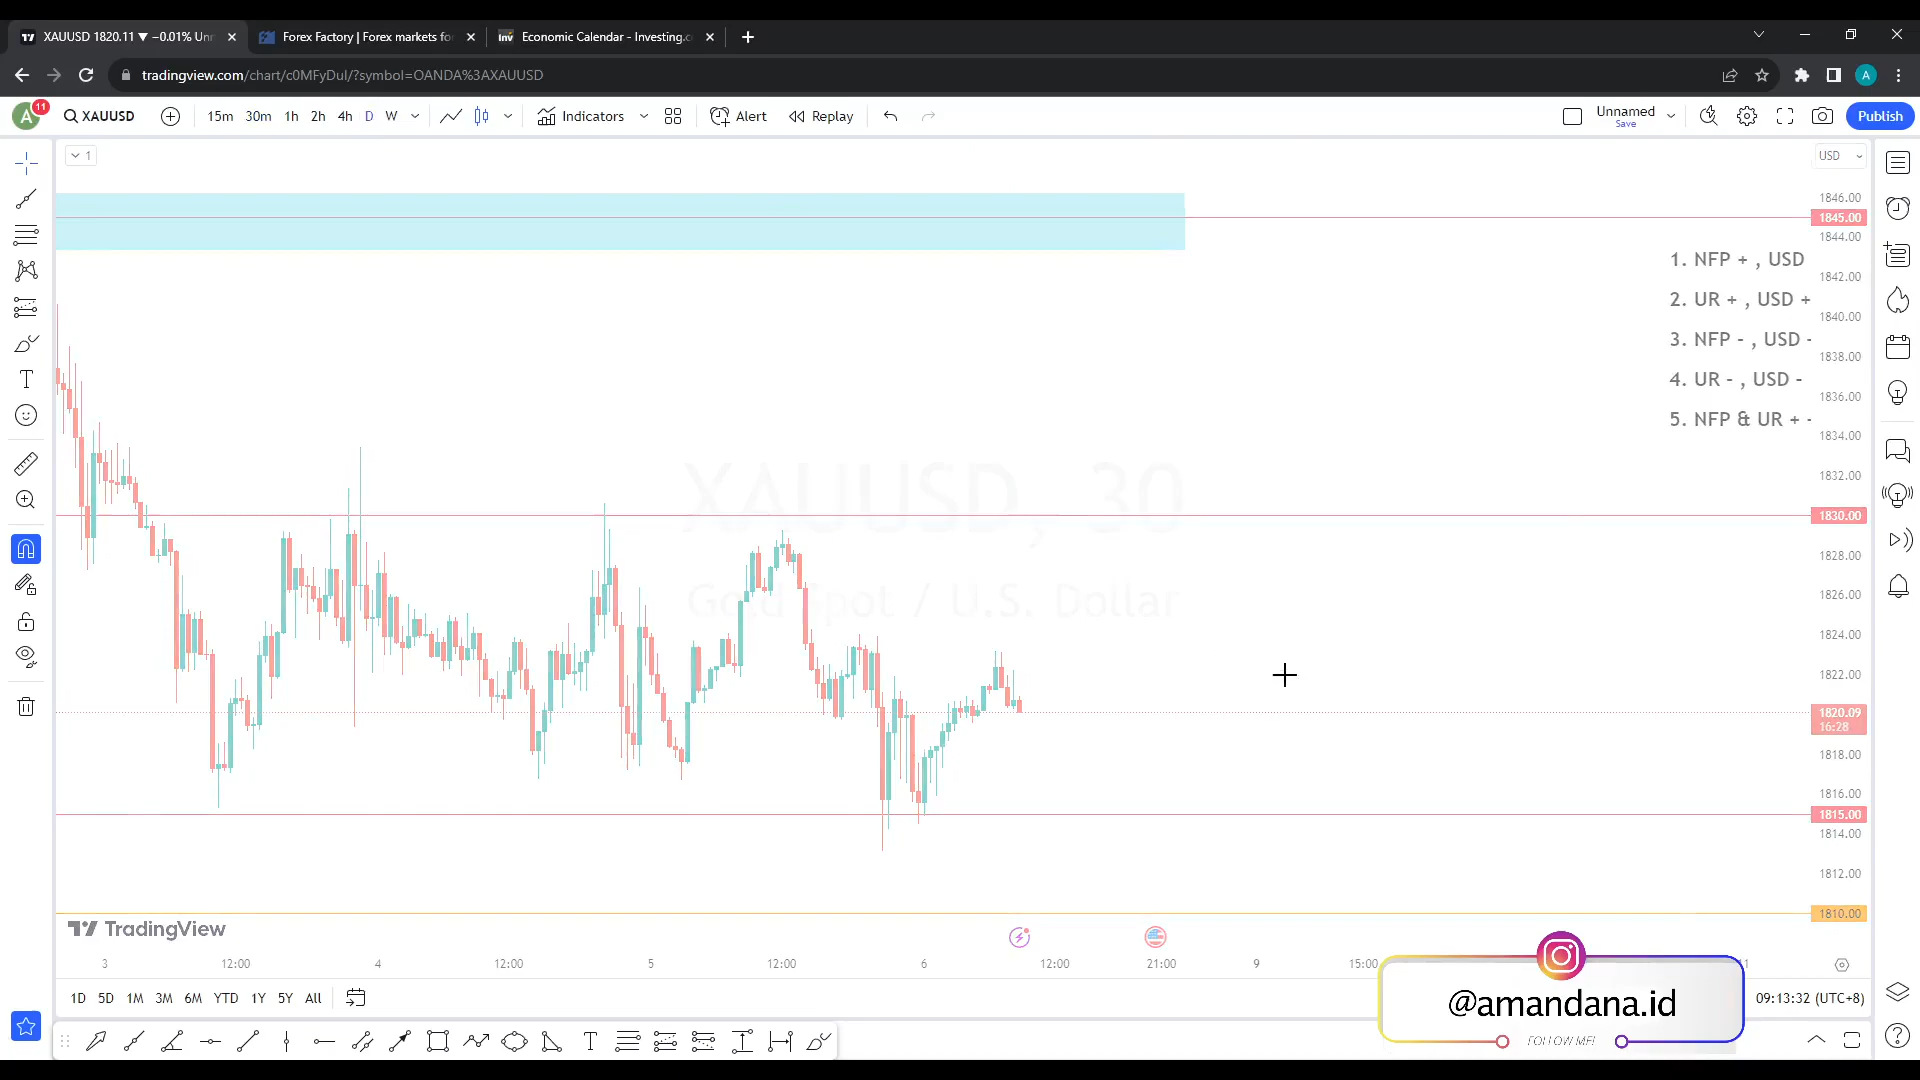 XAUUSD 1820.11 ▼ −0.01% Unn
Forex Factory | Forex markets for
Economic Calendar - Investing.c
tradingview.com/chart/c0MFyDul/?symbol=OANDA%3AXAUUSD
A
A
11
XAUUSD
15m 30m 1h 2h 4h D W
Indicators
Alert
Replay
Unnamed
Save
Publish
1
USD
1846.00
1845.00
1844.00
1842.00
1840.00
1838.00
1836.00
1834.00
1832.00
1830.00
1828.00
1826.00
1824.00
1822.00
1820.09
16:28
1818.00
1816.00
1815.00
1814.00
1812.00
1810.00
1. NFP + , USD
2. UR + , USD +
3. NFP - , USD -
4. UR - , USD -
5. NFP & UR + -
XAUUSD, 30
Gold Spot / U.S. Dollar
TradingView
3 12:00 4 12:00 5 12:00 6 12:00 21:00 9 15:00
1D 5D 1M 3M 6M YTD 1Y 5Y All
09:13:32 (UTC+8)
@amandana.id
FOLLOW ME!